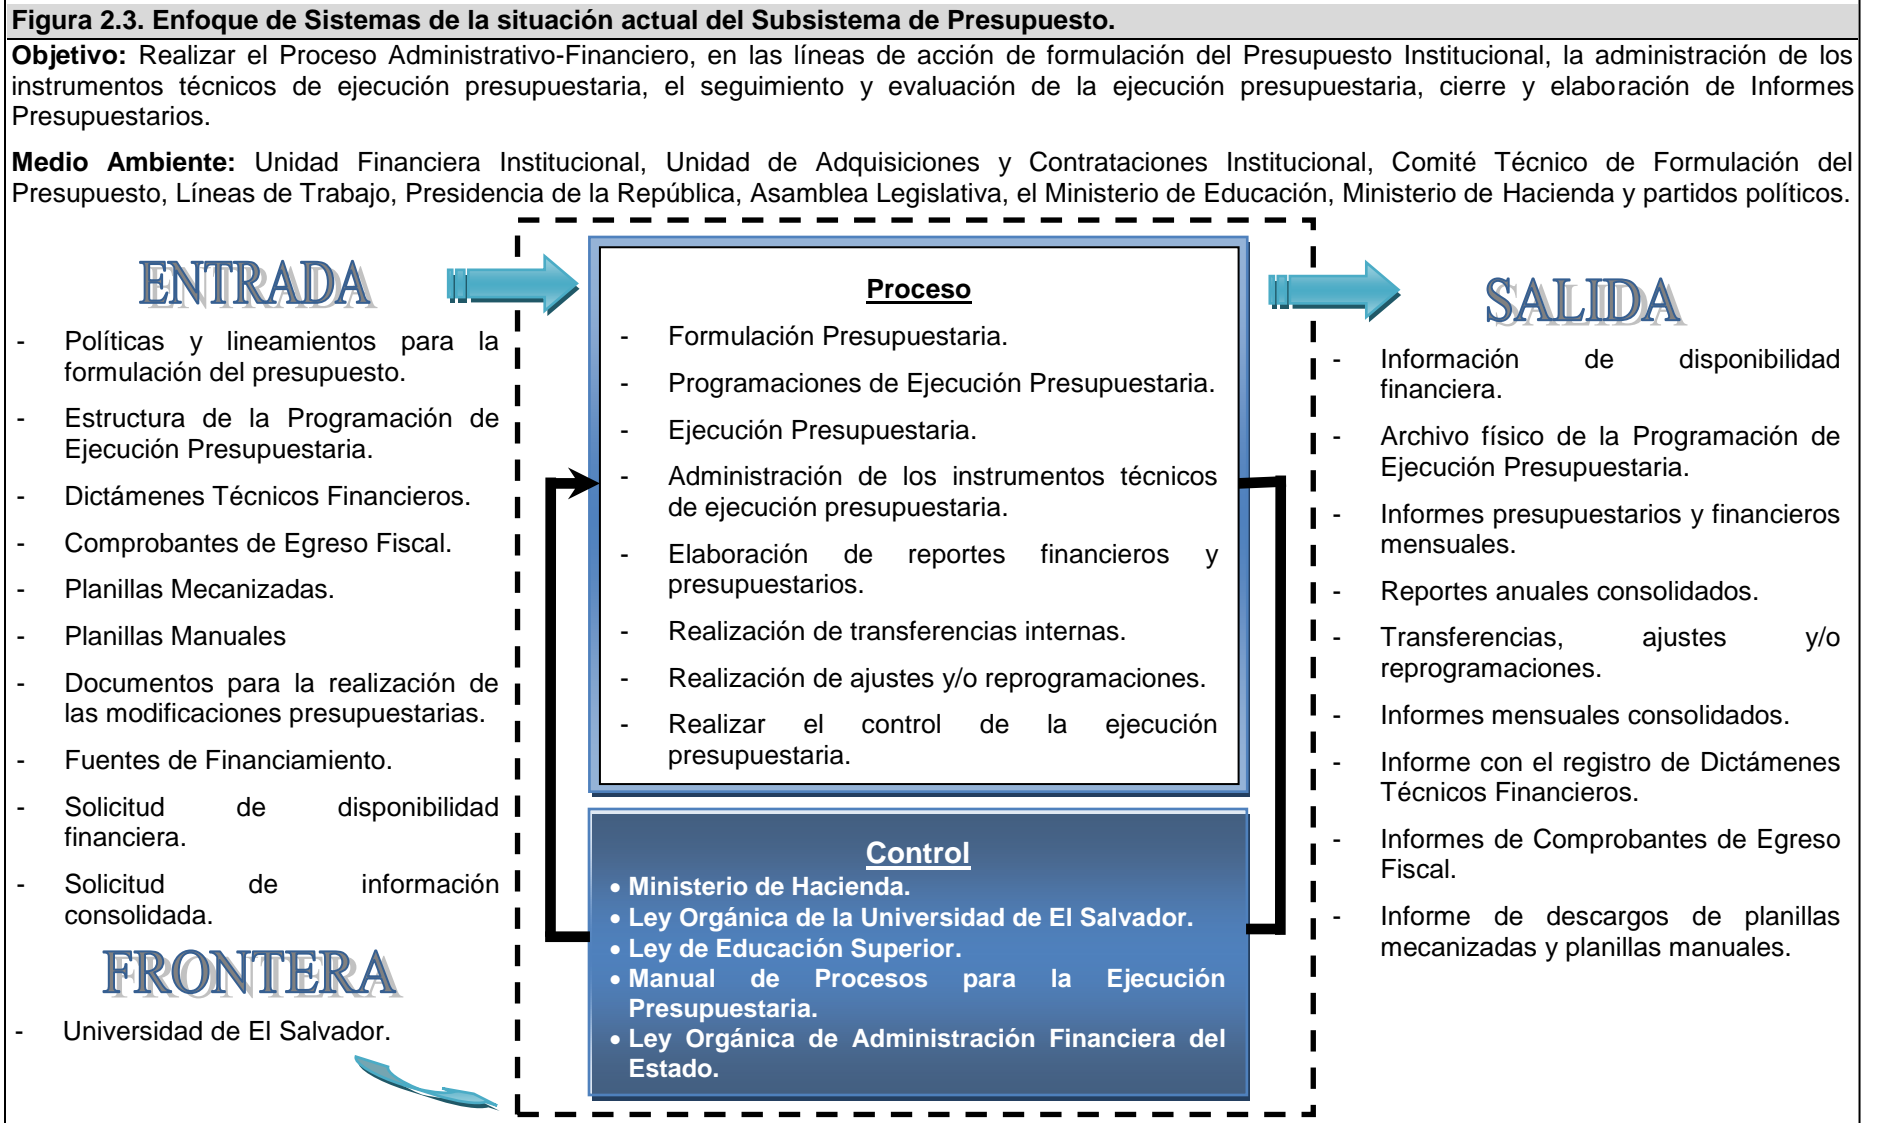 Figura 2.3. Enfoque de Sistemas de la situación actual del Subsistema de Presupuesto.
Objetivo: Realizar el Proceso Administrativo-Financiero, en las líneas de acción de formulación del Presupuesto Institucional, la administración de los
instrumentos técnicos de ejecución presupuestaria, el seguimiento y evaluación de la ejecución presupuestaria, cierre y elaboración de Informes
Presupuestarios.
Medio Ambiente: Unidad Financiera Institucional, Unidad de Adquisiciones y Contrataciones Institucional, Comité Técnico de Formulación del
Presupuesto, Líneas de Trabajo, Presidencia de la República, Asamblea Legislativa, el Ministerio de Educación, Ministerio de Hacienda y partidos políticos.
ENTRADA
- Políticas y lineamientos para la
formulación del presupuesto.
- Estructura de la Programación de
Ejecución Presupuestaria.
- Dictámenes Técnicos Financieros.
- Comprobantes de Egreso Fiscal.
- Planillas Mecanizadas.
- Planillas Manuales
- Documentos para la realización de
las modificaciones presupuestarias.
- Fuentes de Financiamiento.
- Solicitud de disponibilidad
financiera.
- Solicitud de información
consolidada.
FRONTERA
- Universidad de El Salvador.
Proceso
- Formulación Presupuestaria.
- Programaciones de Ejecución Presupuestaria.
- Ejecución Presupuestaria.
- Administración de los instrumentos técnicos
de ejecución presupuestaria.
- Elaboración de reportes financieros y
presupuestarios.
- Realización de transferencias internas.
- Realización de ajustes y/o reprogramaciones.
- Realizar el control de la ejecución
presupuestaria.
Control
• Ministerio de Hacienda.
• Ley Orgánica de la Universidad de El Salvador.
• Ley de Educación Superior.
• Manual de Procesos para la Ejecución
Presupuestaria.
• Ley Orgánica de Administración Financiera del
Estado.
SALIDA
- Información de disponibilidad
financiera.
- Archivo físico de la Programación de
Ejecución Presupuestaria.
- Informes presupuestarios y financieros
mensuales.
- Reportes anuales consolidados.
- Transferencias, ajustes y/o
reprogramaciones.
- Informes mensuales consolidados.
- Informe con el registro de Dictámenes
Técnicos Financieros.
- Informes de Comprobantes de Egreso
Fiscal.
- Informe de descargos de planillas
mecanizadas y planillas manuales.